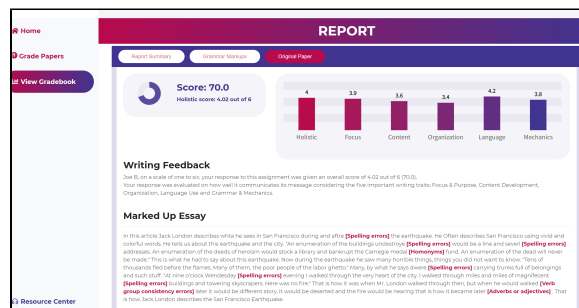 REPORT
Home
Grade Papers
View Gradebook
Resource Center
Report Summary
Grammar Markups
Original Paper
Score: 70.0
Holistic score: 4.02 out of 6
4
3.9
3.6
3.4
4.2
3.8
Holistic
Focus
Content
Organization
Language
Mechanics
Writing Feedback
Joe B, on a scale of one to six, your response to this assignment was given an overall score of 4.02 out of 6 (70.0).
Your response was evaluated on how well it communicates its message considering the five important writing traits: Focus & Purpose, Content Development,
Organization, Language Use and Grammar & Mechanics.
Marked Up Essay
In this article Jack London describes whta he sees in San Francisco during and aftre [Spelling errors] the earthquake. He Often describes San Francisco using vivid and
colorful words. He tels us about this earthquake and the city. "An enumeration of the buildings undestroye [Spelling errors] would be a line and severl [Spelling errors]
addresses. An enumeration of the deeds of heroism would stock a library and bankrupt the Carnegie medal [Homonyms] fund. An enumeration of the dead will never
be made." This is what he had to say about this earthquake. Now during the earthquake he saw many horrible things, things you did not want to know. "Tens of
thousands fled before the flames. Many of them, the poor people of the labor ghetto." Many, by what he says dwere [Spelling errors] carrying trunks full of belongings
and such stuff. "At nine o'clock Wendesday [Spelling errors] evening I walked through the very heart of the city. I walked through miles and miles of magnifecent
[Spelling errors] buildings and towering skyscrapers. Here was no fire." That is how it was when Mr. London walked through then, but when he would walked [Verb
group consistency errors] later it would be different story. It would be deserted and the fire would be nearing that is how it became later [Adverbs or adjectives]. That
is how Jack London describes the San Francisco Earthquake.